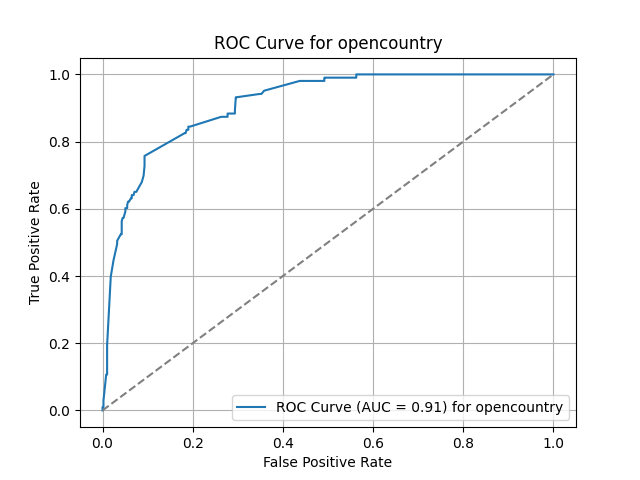 ROC Curve for opencountry
1.0
0.8
0.6
0.4
0.2
0.0
True Positive Rate
ROC Curve (AUC = 0.91) for opencountry
0.0 0.2 0.4 0.6 0.8 1.0
False Positive Rate